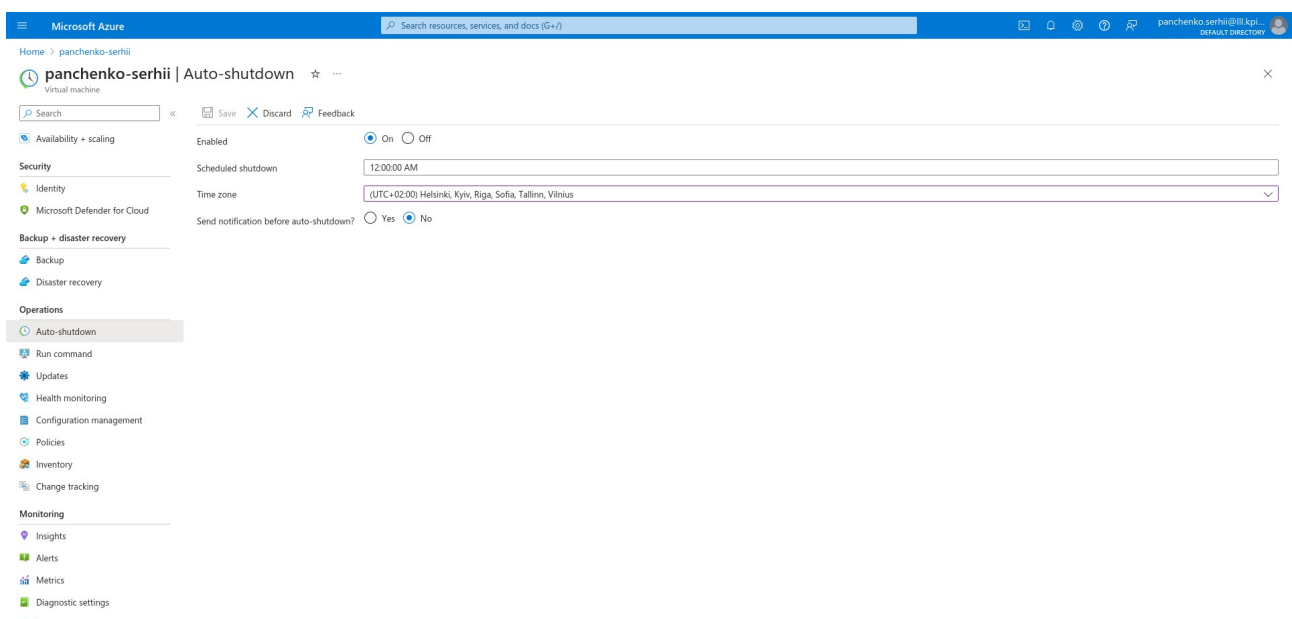 Microsoft Azure
Search resources, services, and docs (G+/)
panchenko.serhii@lll.kpi...
DEFAULT DIRECTORY
Home > panchenko-serhii
panchenko-serhii | Auto-shutdown
Virtual machine
Search
«
Save
Discard
Feedback
Availability + scaling
Security
Identity
Microsoft Defender for Cloud
Backup + disaster recovery
Backup
Disaster recovery
Operations
Auto-shutdown
Run command
Updates
Health monitoring
Configuration management
Policies
Inventory
Change tracking
Monitoring
Insights
Alerts
Metrics
Diagnostic settings
Enabled
On
Off
Scheduled shutdown
12:00:00 AM
Time zone
(UTC+02:00) Helsinki, Kyiv, Riga, Sofia, Tallinn, Vilnius
Send notification before auto-shutdown?
Yes
No